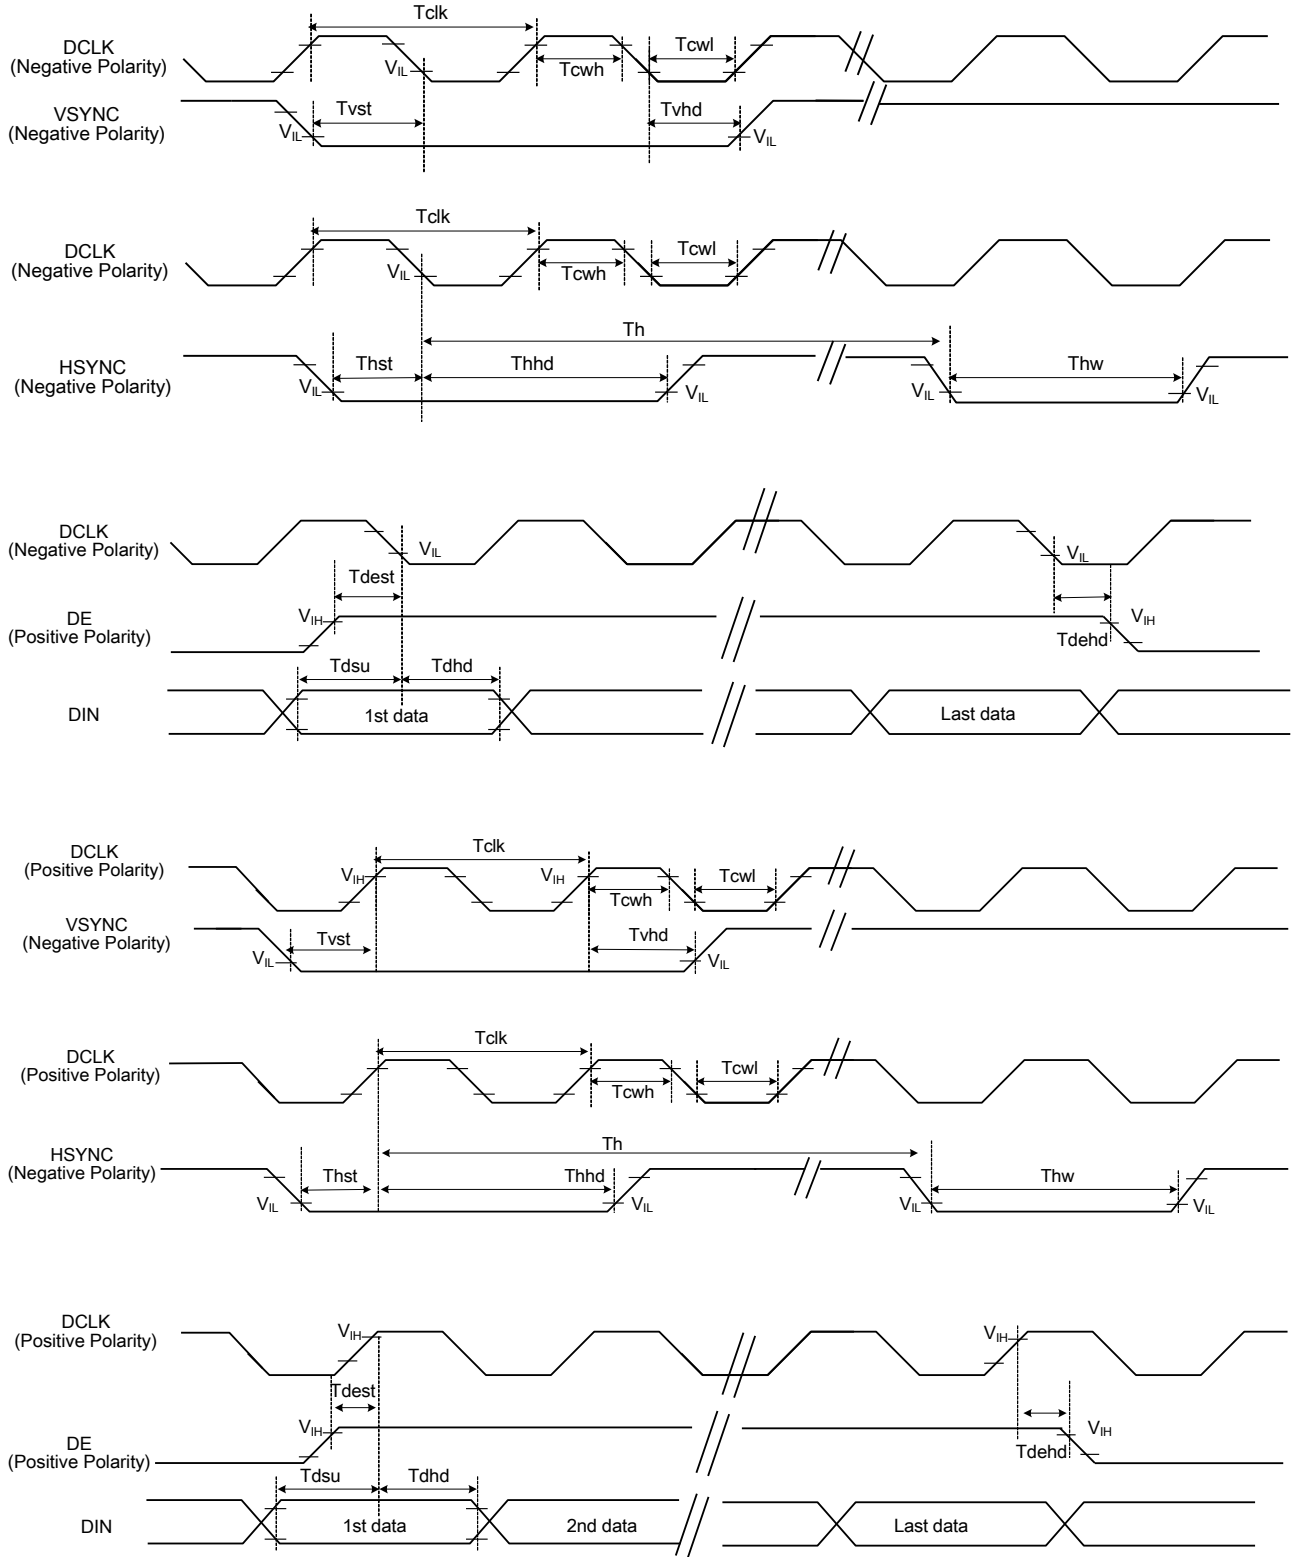 Tclk
DCLK
(Negative Polarity)
VIL
Tcwh
Tcwl
VSYNC
(Negative Polarity)
VIL
Tvst
Tvhd
VIL
Tclk
DCLK
(Negative Polarity)
VIL
Tcwh
Tcwl
Th
HSYNC
(Negative Polarity)
VIL
Thst
Thhd
VIL
VIL
Thw
VIL
DCLK
(Negative Polarity)
VIL
VIL
Tdest
DE
(Positive Polarity)
VIH
VIH
Tdehd
Tdsu
Tdhd
DIN
1st data
Last data
Tclk
DCLK
(Positive Polarity)
VIH
VIH
Tcwh
Tcwl
VSYNC
(Negative Polarity)
VIL
Tvst
Tvhd
VIL
Tclk
DCLK
(Positive Polarity)
Tcwh
Tcwl
Th
HSYNC
(Negative Polarity)
VIL
Thst
Thhd
VIL
VIL
Thw
VIL
DCLK
(Positive Polarity)
VIH
VIH
Tdest
DE
(Positive Polarity)
VIH
VIH
Tdehd
Tdsu
Tdhd
DIN
1st data
2nd data
Last data